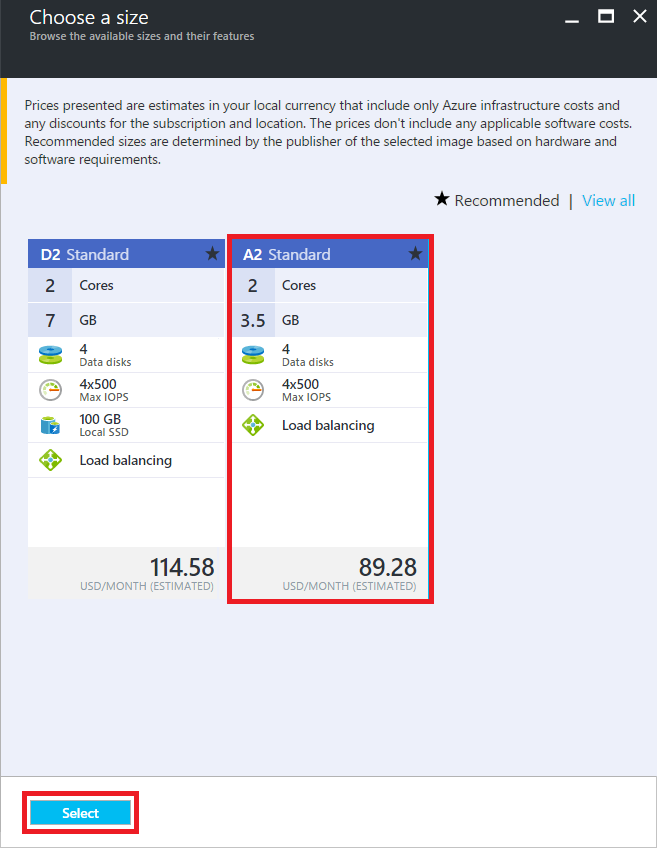 Choose a size
Browse the available sizes and their features
Prices presented are estimates in your local currency that include only Azure infrastructure costs and
any discounts for the subscription and location. The prices don't include any applicable software costs.
Recommended sizes are determined by the publisher of the selected image based on hardware and
software requirements.
★ Recommended | View all
D2 Standard ★
2 Cores
7 GB
4
Data disks
4x500
Max IOPS
100 GB
Local SSD
Load balancing
114.58
USD/MONTH (ESTIMATED)
A2 Standard ★
2 Cores
3.5 GB
4
Data disks
4x500
Max IOPS
Load balancing
89.28
USD/MONTH (ESTIMATED)
Select